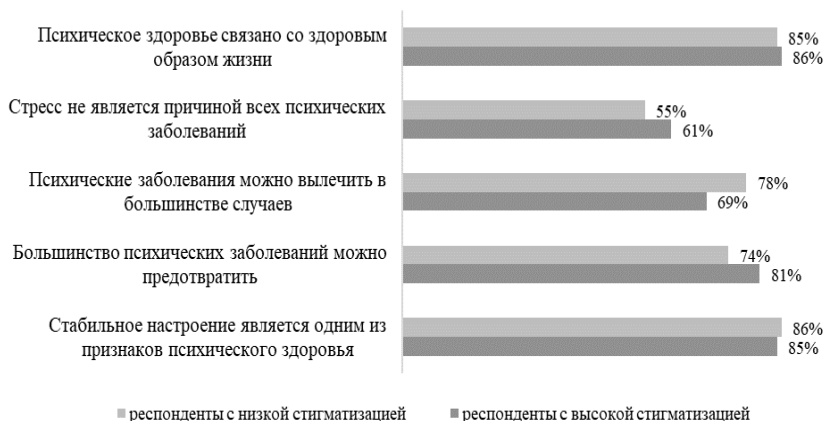 Психическое здоровье связано со здоровым
образом жизни
85%
86%
Стресс не является причиной всех психических
заболеваний
55%
61%
Психические заболевания можно вылечить в
большинстве случаев
78%
69%
Большинство психических заболеваний можно
предотвратить
74%
81%
Стабильное настроение является одним из
признаков психического здоровья
86%
85%
респонденты с низкой стигматизацией
респонденты с высокой стигматизацией